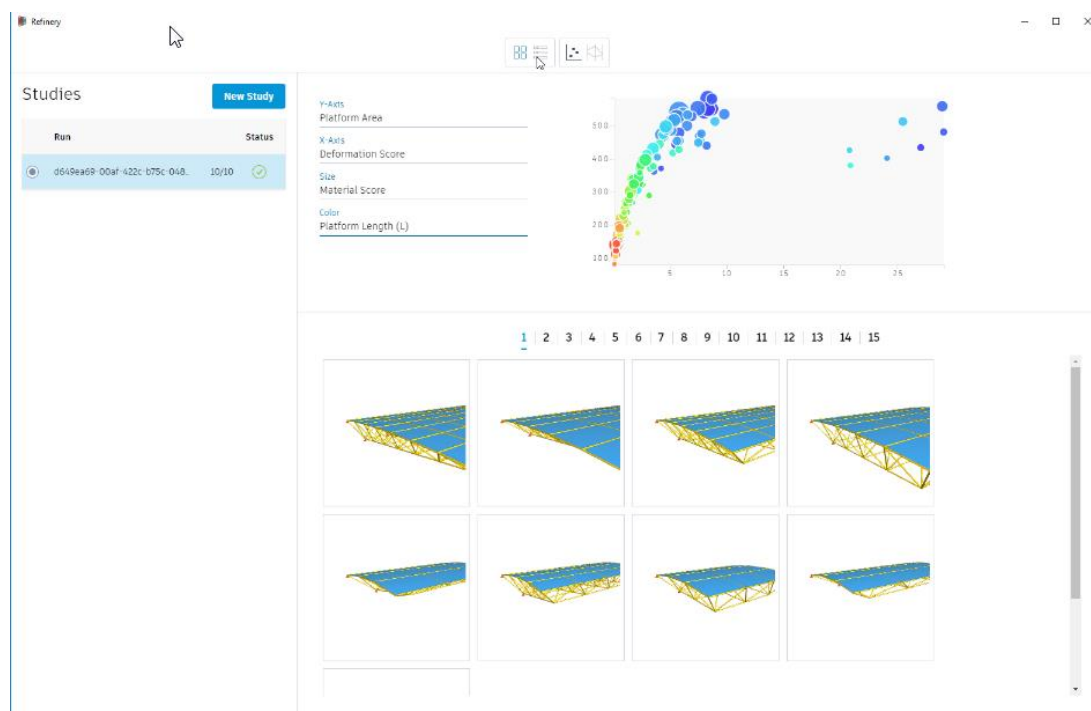 Refinery
Studies
New Study
Run Status
d649ea69-00af-422c-b75c-048.. 10/10
Y-Axis
Platform Area
X-Axis
Deformation Score
Size
Material Score
Color
Platform Length (L)
500
400
300
200
100
5 10 15 20 25
1 2 3 4 5 6 7 8 9 10 11 12 13 14 15